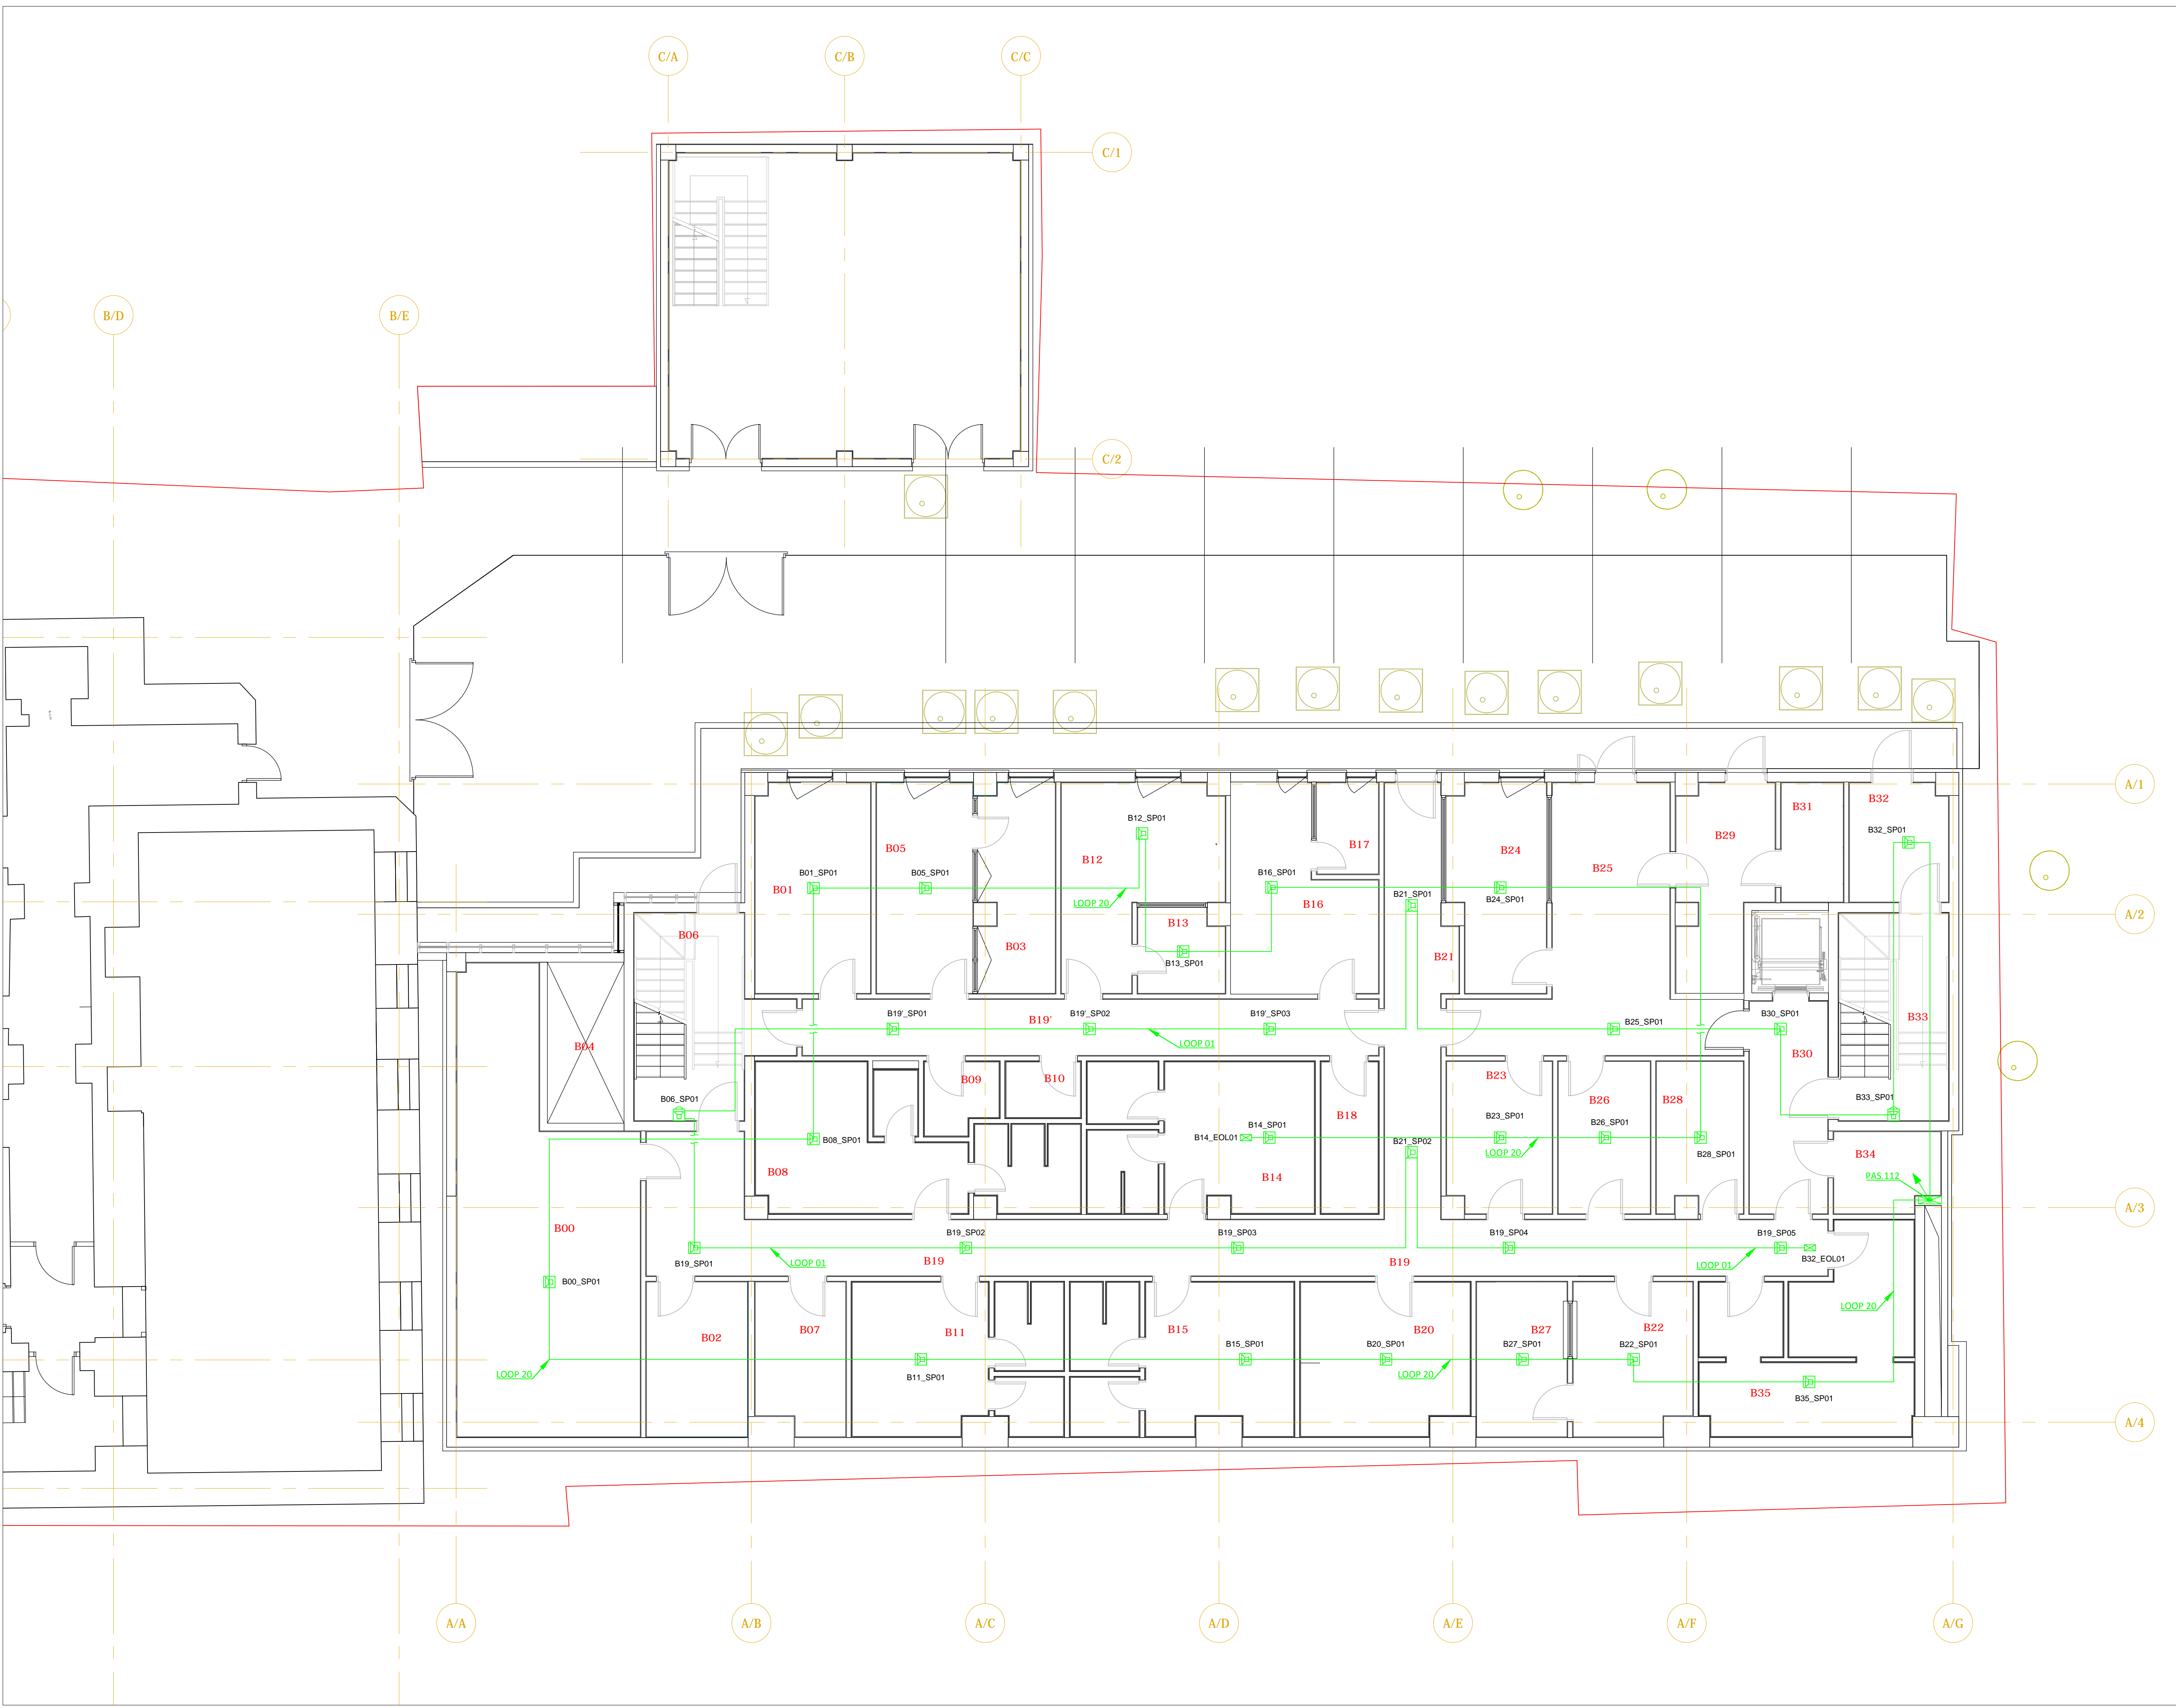 C/A C/B C/C
C/1
B/D B/E
C/2
A/1
B31 B32
B12_SP01
B32_SP01
B29
B05 B17
B24
B12
B01_SP01 B05_SP01 B16_SP01
B25
B01
B21_SP01
B24_SP01
LOOP 20
B16
A/2
B13
B06
B03
B21
B13_SP01
B19'_SP01 B19' B19'_SP02 B19'_SP03 B25_SP01 B30_SP01
B33
LOOP 01
B04
B30
B09 B10
B23
B06_SP01
B26 B28
B33_SP01
B18
B23_SP01 B26_SP01
B08_SP01
B14_EOL01 B14_SP01
B21_SP02
LOOP 20
B28_SP01
B34
B08
B14
PAS.112
A/3
B00
B19_SP02 B19_SP03 B19_SP04 B19_SP05
B19_SP01
LOOP 01
B19 B19
LOOP 01
B32_EOL01
B00_SP01
LOOP 20
B02 B07 B11 B15 B20 B27 B22
B15_SP01 B20_SP01 B27_SP01 B22_SP01
LOOP 20
B11_SP01
LOOP 20
B35
B35_SP01
A/4
A/A A/B A/C A/D A/E A/F A/G